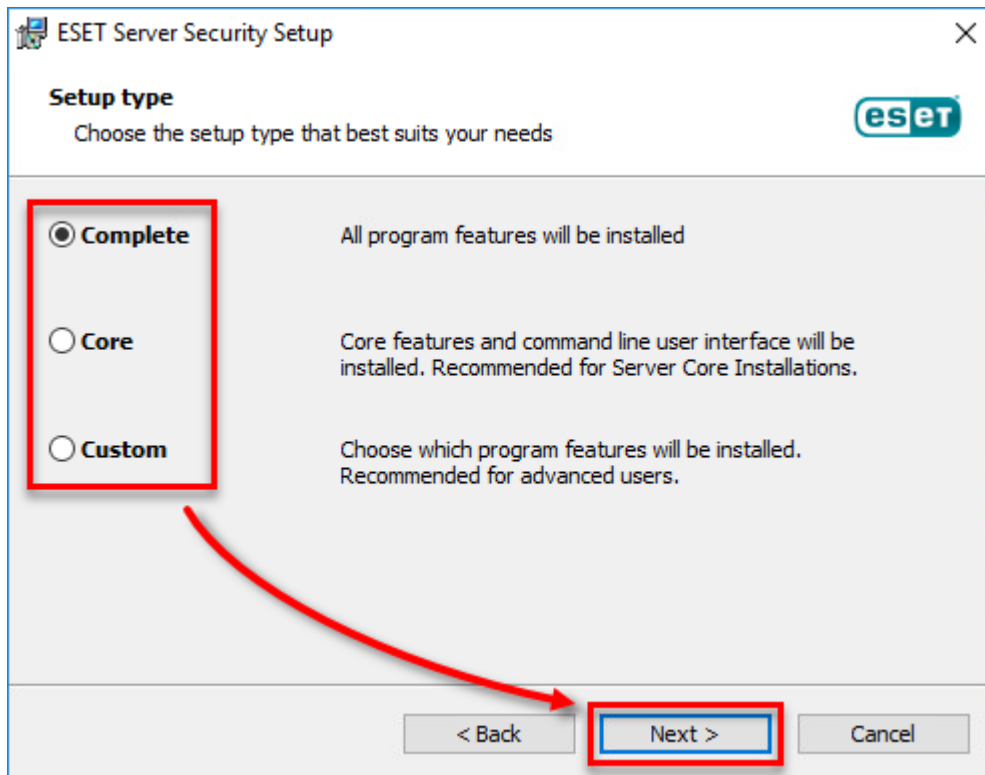 ESET Server Security Setup
Setup type
Choose the setup type that best suits your needs
eset
Complete
All program features will be installed
Core
Core features and command line user interface will be
installed. Recommended for Server Core Installations.
Custom
Choose which program features will be installed.
Recommended for advanced users.
< Back
Next >
Cancel